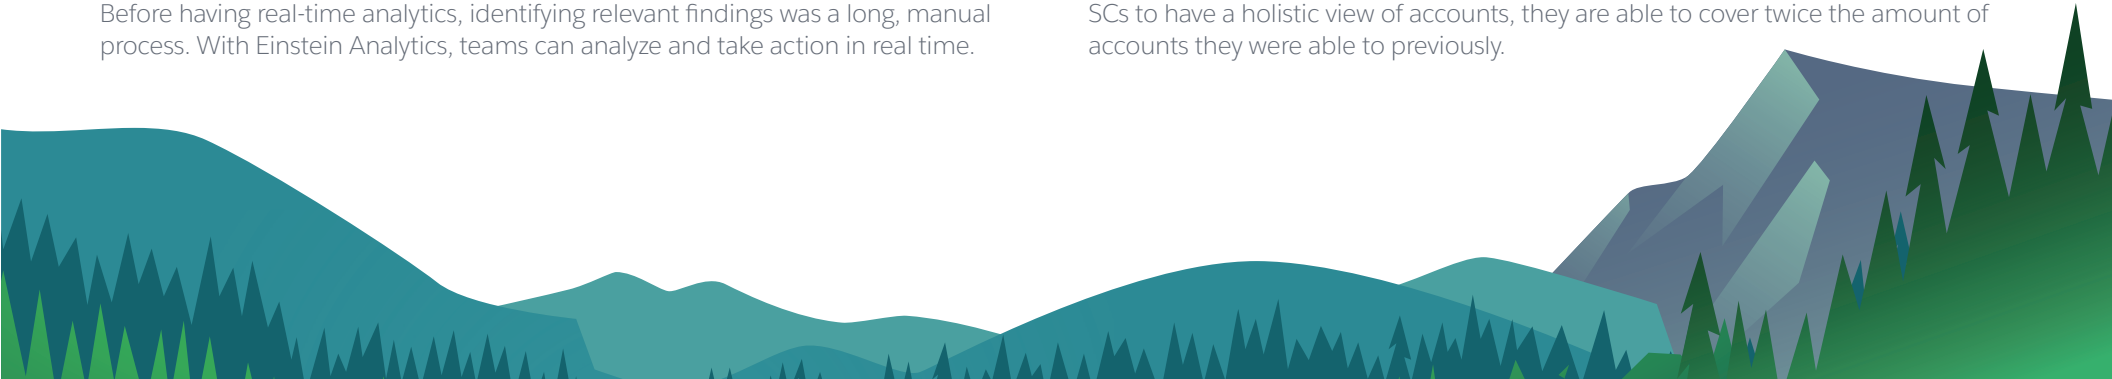 Before having real-time analytics, identifying relevant findings was a long, manual
process. With Einstein Analytics, teams can analyze and take action in real time.
SCs to have a holistic view of accounts, they are able to cover twice the amount of
accounts they were able to previously.